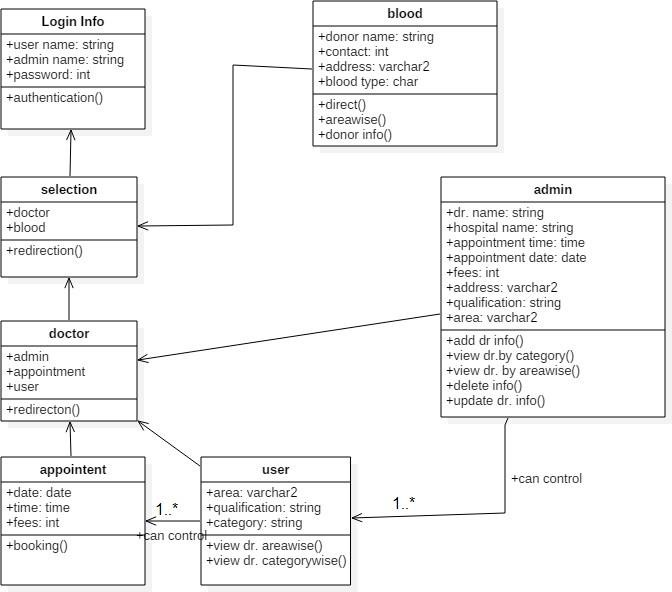 Login Info
+user name: string
+admin name: string
+password: int
+authentication()
blood
+donor name: string
+contact: int
+address: varchar2
+blood type: char
+direct()
+areawise()
+donor info()
selection
+doctor
+blood
+redirection()
admin
+dr. name: string
+hospital name: string
+appointment time: time
+appointment date: date
+fees: int
+address: varchar2
+qualification: string
+area: varchar2
+add dr info()
+view dr.by category()
+view dr. by areawise()
+delete info()
+update dr. info()
doctor
+admin
+appointment
+user
+redirecton()
appointent
+date: date
+time: time
+fees: int
+booking()
1..*
+can control
user
+area: varchar2
+qualification: string
+category: string
+view dr. areawise()
+view dr. categorywise()
1..*
+can control